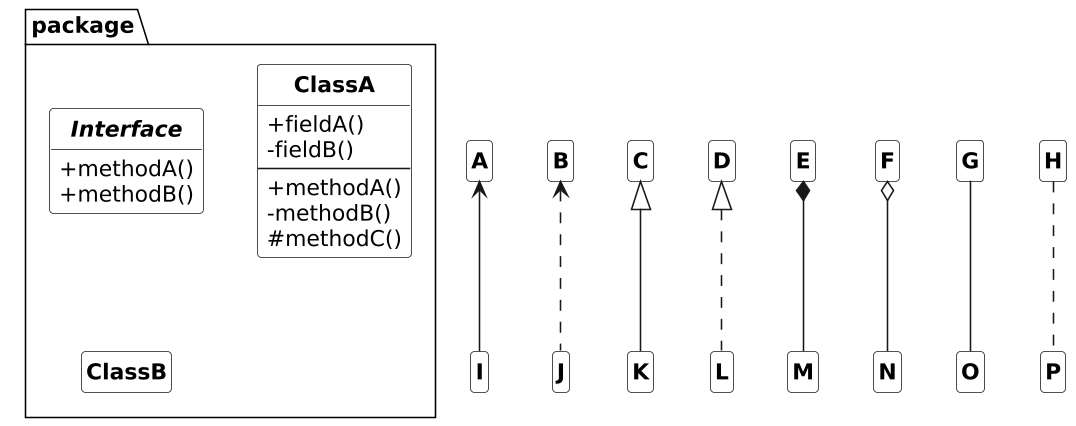 package
Interface
+methodA()
+methodB()
ClassA
+fieldA()
-fieldB()
+methodA()
-methodB()
#methodC()
ClassB
A
B
C
D
E
F
G
H
I
J
K
L
M
N
O
P